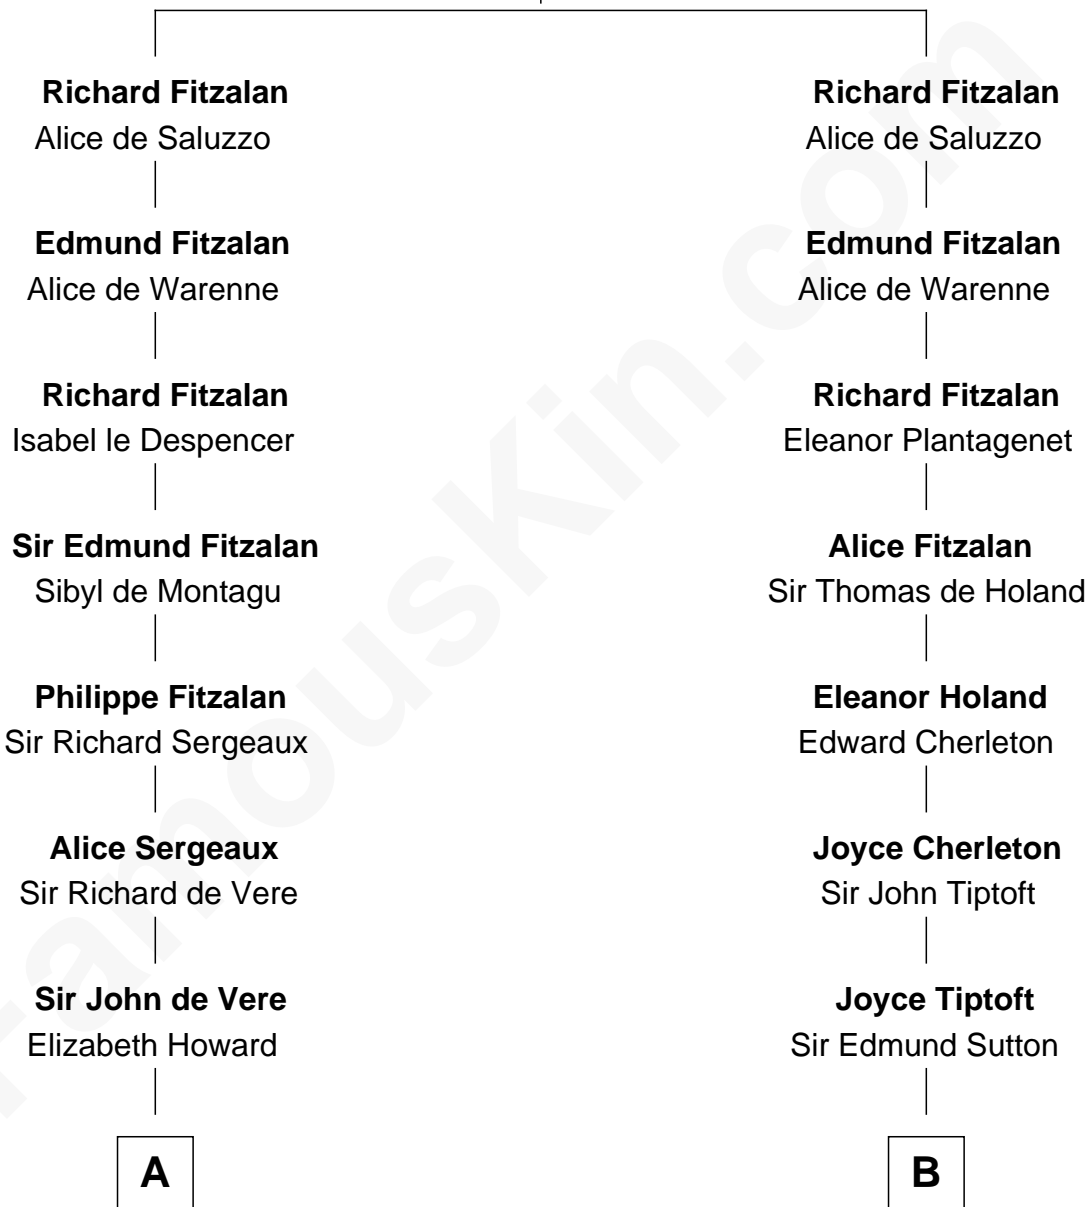 Richard Fitzalan
Alice de Saluzzo
Edmund Fitzalan
Alice de Warenne
Richard Fitzalan
Isabel le Despencer
Sir Edmund Fitzalan
Sibyl de Montagu
Philippe Fitzalan
Sir Richard Sergeaux
Alice Sergeaux
Sir Richard de Vere
Sir John de Vere
Elizabeth Howard
A
Richard Fitzalan
Alice de Saluzzo
Edmund Fitzalan
Alice de Warenne
Richard Fitzalan
Eleanor Plantagenet
Alice Fitzalan
Sir Thomas de Holand
Eleanor Holand
Edward Cherleton
Joyce Cherleton
Sir John Tiptoft
Joyce Tiptoft
Sir Edmund Sutton
B
FamousKin.com